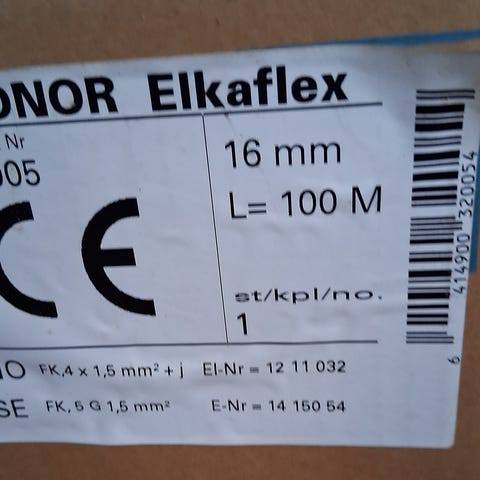 ONOR Elkaflex
Nr
005
16 mm
L= 100 M
CE
st/kpl/no.
1
NO FK,4 x 1,5 mm² + j El-Nr = 12 11 032
SE FK, 5 G 1,5 mm² E-Nr = 14 150 54
6 414900 320054